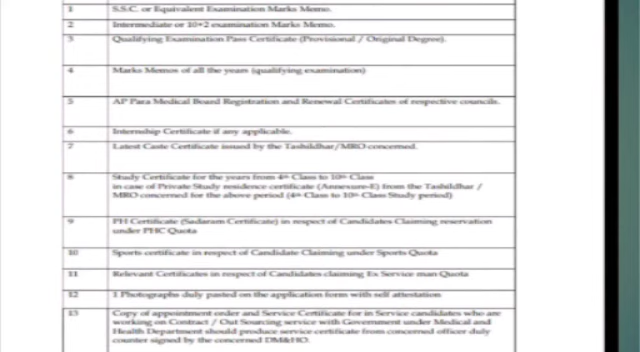 1 S.S.C. or Equivalent Examination Marks Memo.
2 Intermediate or 10+2 examination Marks Memo.
3 Qualifying Examination Pass Certificate (Provisional / Original Degree).
4 Marks Memos of all the years (qualifying examination)
5 AP Para Medical Board Registration and Renewal Certificates of respective councils.
6 Internship Certificate if any applicable.
7 Latest Caste Certificate issued by the Tashildhar/MRO concerned.
8 Study Certificate for the years from 4th Class to 10th Class
in case of Private Study residence certificate (Annexure-E) from the Tashildhar /
MRO concerned for the above period (4th Class to 10th Class Study period)
9 PH Certificate (Sadaram Certificate) in respect of Candidates Claiming reservation
under PHC Quota
10 Sports certificate in respect of Candidate Claiming under Sports Quota
11 Relevant Certificates in respect of Candidates claiming Ex Service man Quota
12 1 Photographs duly pasted on the application form with self attestation
13 Copy of appointment order and Service Certificate for in Service candidates who are
working on Contract / Out Sourcing service with Government under Medical and
Health Department should produce service certificate from concerned officer duly
counter signed by the concerned DM&HO.